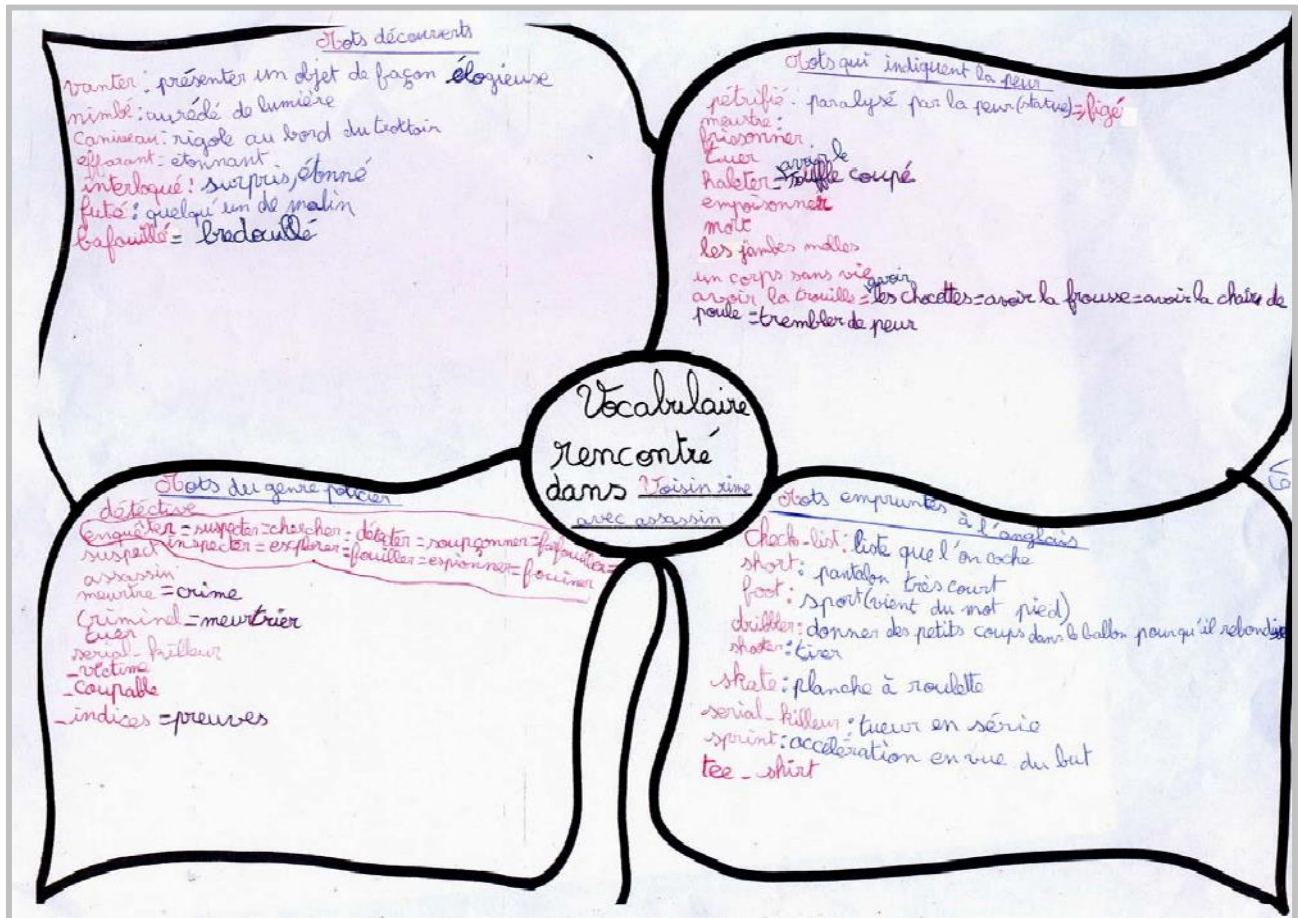 Mots découverts
vanter : présenter un objet de façon élogieuse
nimbé : aurédé de lumière
Caniveau : rigole au bord du trottoir
effarant : etonnant
interloqué : surpris, étonné
futé : quelqu'un de malin
bafouillé = bredouillé
Mots qui indiquent la peur
pétrifié : paralysé par la peur (statue) = figé
meurtre :
frissonner
tuer
haleter = avoir le souffle coupé
empoisonner
mort
les jambes molles
un corps sans vie
avoir la trouille = avoir les chocottes = avoir la frousse = avoir la chair de
poule = trembler de peur
Vocabulaire
rencontré
dans Voisin rime
avec assassin
Mots du genre policier
détéctive
enquêter = suspecter = chercher = détecter = soupçonner = farfouiller =
suspect inspecter = explorer = fouiller = espionner = fouiner
assassin
meurtre = crime
criminel = meurtrier
tuer
serial-killeur
- victime
- coupable
- indices = preuves
Mots empruntés à l'anglais
Check-list : liste que l'on coche
short : pantalon très court
foot : sport (vient du mot pied)
dribbler : donner des petits coups dans le ballon pour qu'il rebondisse
shooter : tirer
skate : planche à roulette
serial-killeur : tueur en série
sprint : accélération en vue du but
tee-shirt